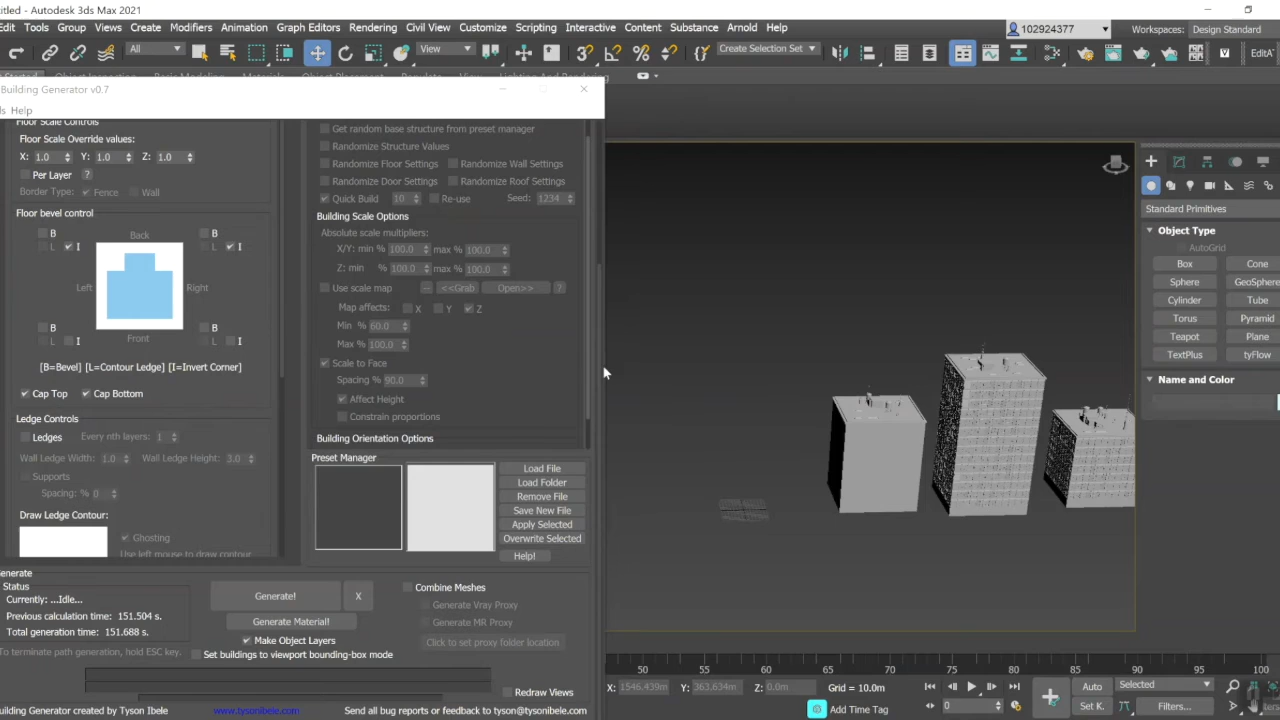 titled - Autodesk 3ds Max 2021
Edit Tools Group Views Create Modifiers Animation Graph Editors Rendering Civil View Customize Scripting Interactive Content Substance Arnold Help 102924377 Workspaces: Design Standard
All View Create Selection Set EditA
Building Generator v0.7
ls Help
Floor Scale Controls
Floor Scale Override values:
X: 1.0 Y: 1.0 Z: 1.0
Per Layer ?
Border Type: Fence Wall
Floor bevel control
B Back B
L I L I
Left Right
B Front B
L I L I
[B=Bevel] [L=Contour Ledge] [I=Invert Corner]
Cap Top Cap Bottom
Ledge Controls
Ledges Every nth layers: 1
Wall Ledge Width: 1.0 Wall Ledge Height: 3.0
Supports
Spacing: % 0
Draw Ledge Contour:
Ghosting
Use left mouse to draw contour
Get random base structure from preset manager
Randomize Structure Values
Randomize Floor Settings Randomize Wall Settings
Randomize Door Settings Randomize Roof Settings
Quick Build 10 Re-use Seed: 1234
Building Scale Options
Absolute scale multipliers:
X/Y: min % 100.0 max % 100.0
Z: min % 100.0 max % 100.0
Use scale map -- <<Grab Open>> ?
Map affects: X Y Z
Min % 60.0
Max % 100.0
Scale to Face
Spacing % 90.0
Affect Height
Constrain proportions
Building Orientation Options
Preset Manager
Load File
Load Folder
Remove File
Save New File
Apply Selected
Overwrite Selected
Help!
Generate
Status
Currently: ...Idle...
Previous calculation time: 151.504 s.
Total generation time: 151.688 s.
To terminate path generation, hold ESC key.
Generate! X
Generate Material!
Make Object Layers
Set buildings to viewport bounding-box mode
Combine Meshes
Generate Vray Proxy
Generate MR Proxy
Click to set proxy folder location
Redraw Views
uilding Generator created by Tyson Ibele www.tysonibele.com Send all bug reports or feedback to tyson@tysonibele.com
Standard Primitives
Object Type
AutoGrid
Box Cone
Sphere GeoSphere
Cylinder Tube
Torus Pyramid
Teapot Plane
TextPlus tyFlow
Name and Color
50 55 60 65 70 75 80 85 90 95 100
X: 1546.439m Y: 363.634m Z: 0.0m Grid = 10.0m
Add Time Tag
0
Auto Selected
Set K. Filters...